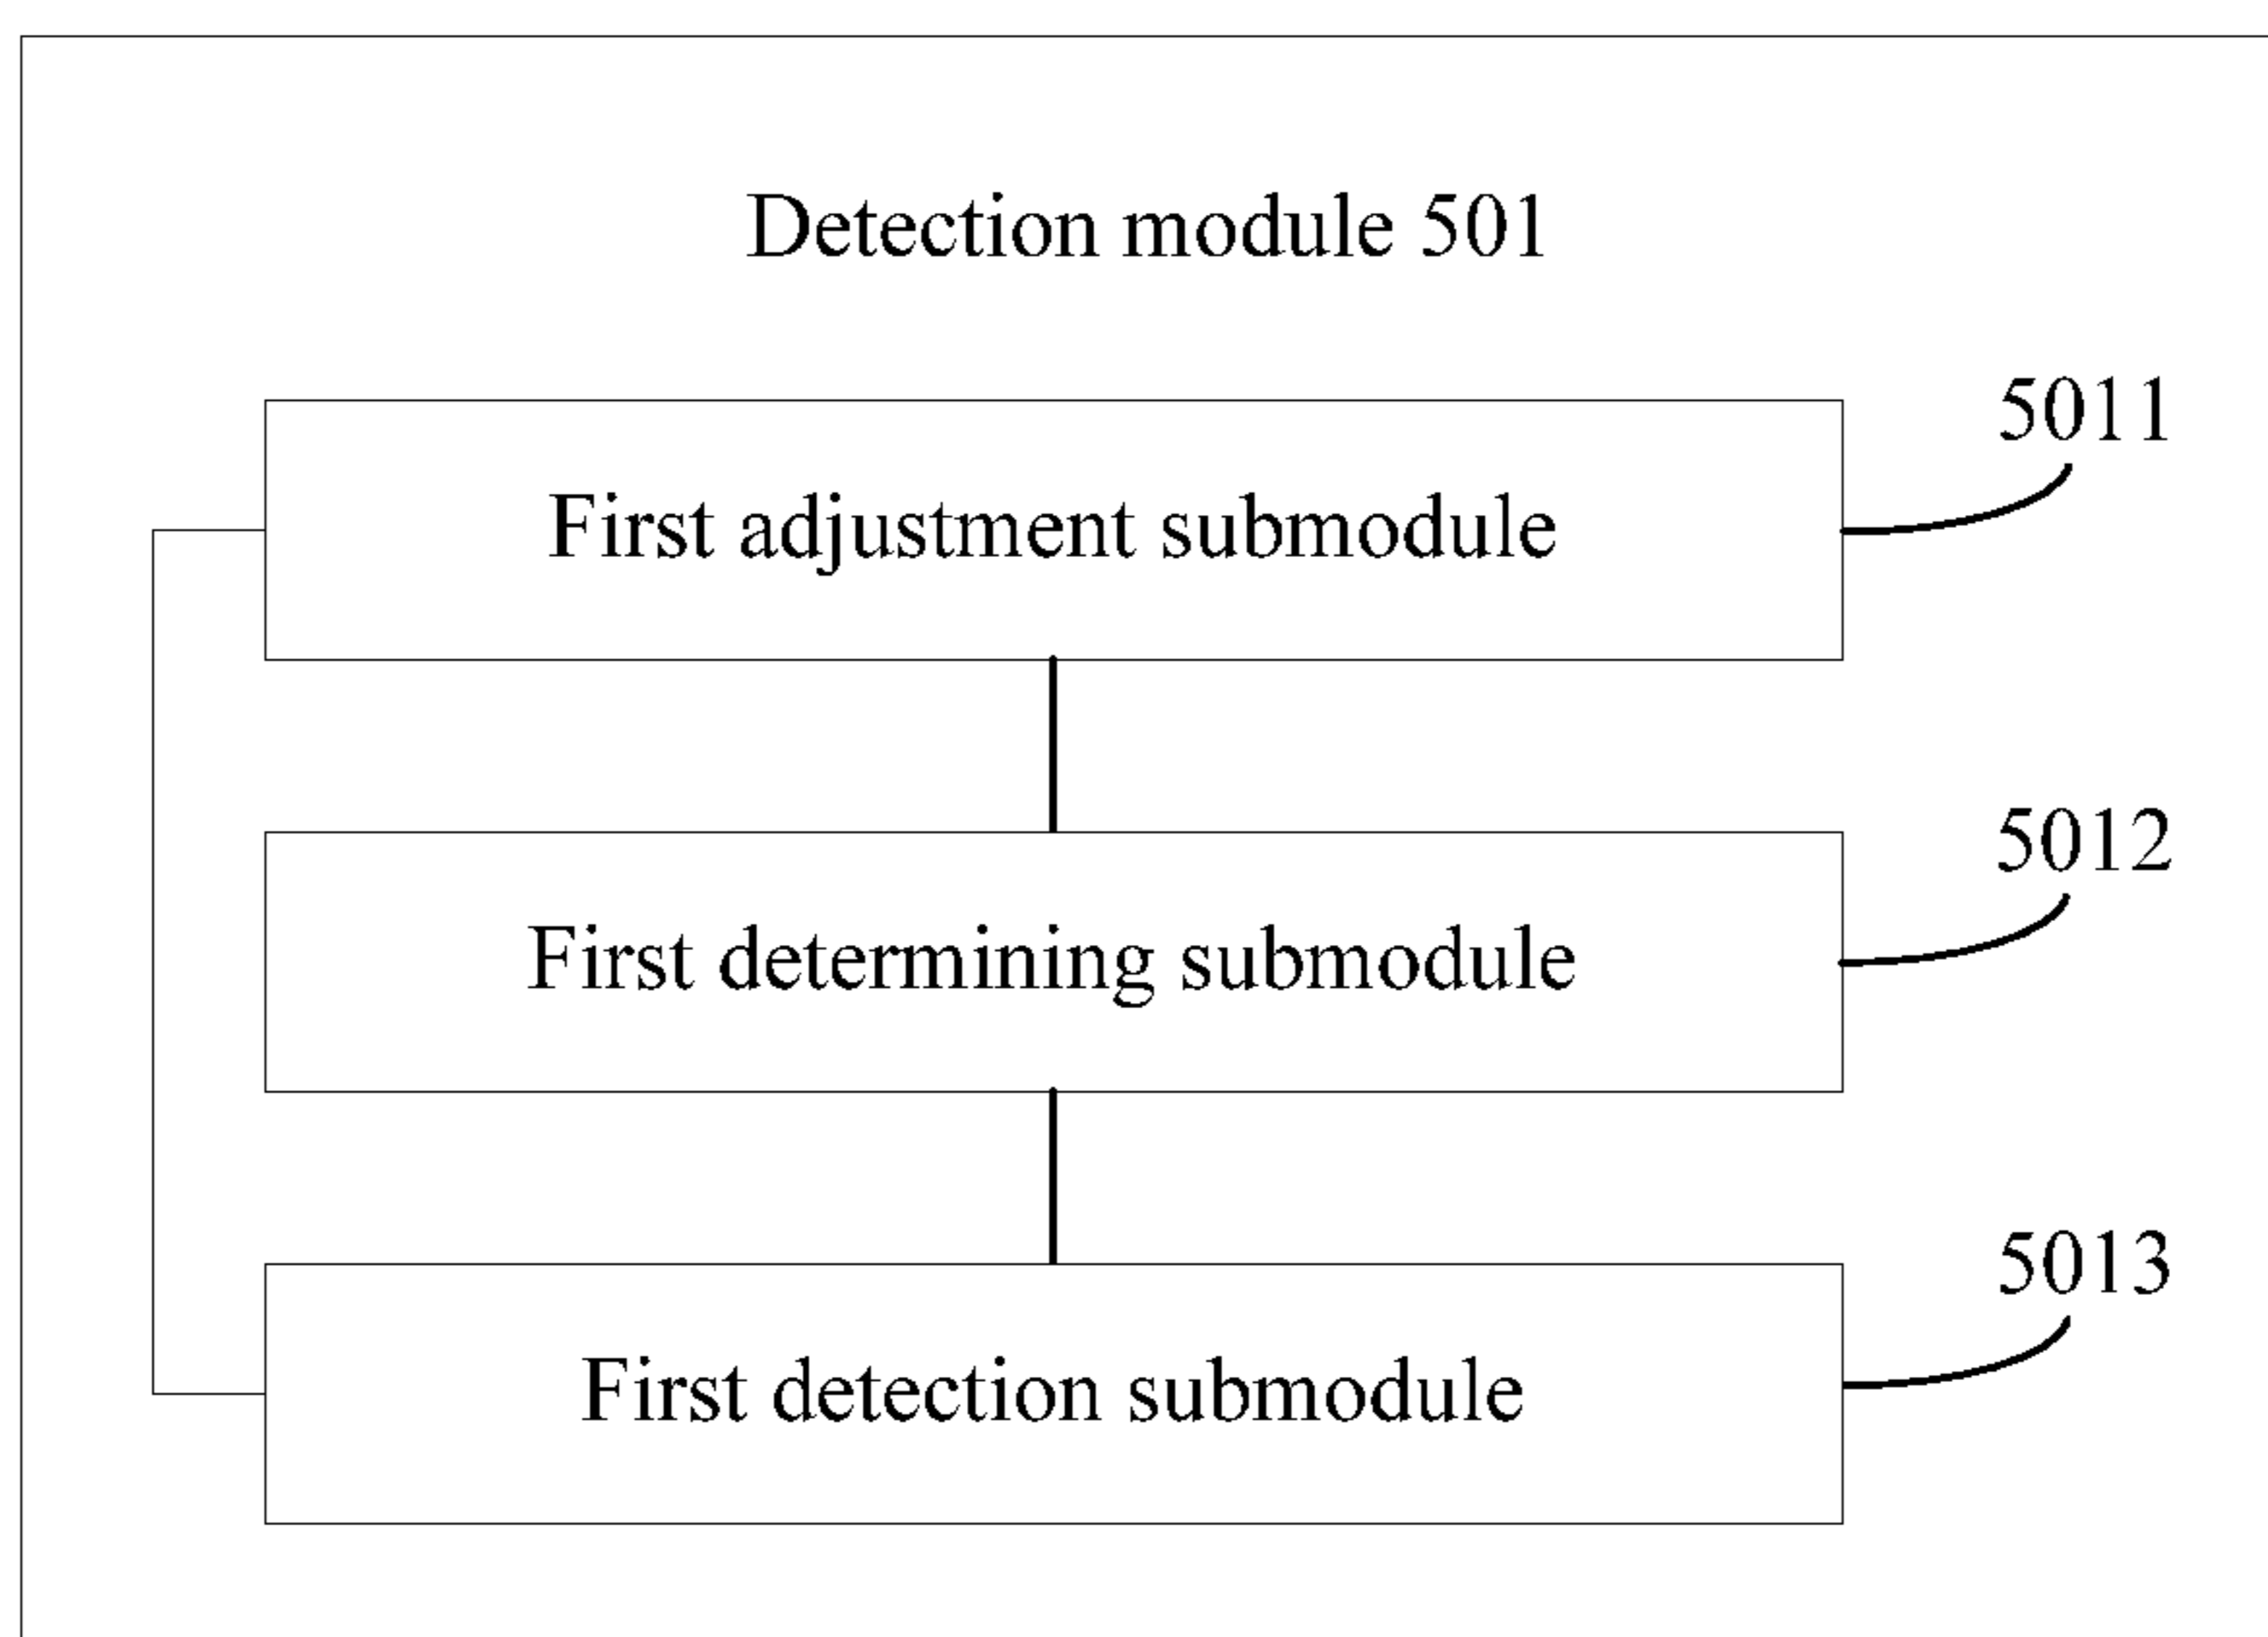 Detection module 501
5011
First adjustment submodule
5012
First determining submodule
5013
First detection submodule